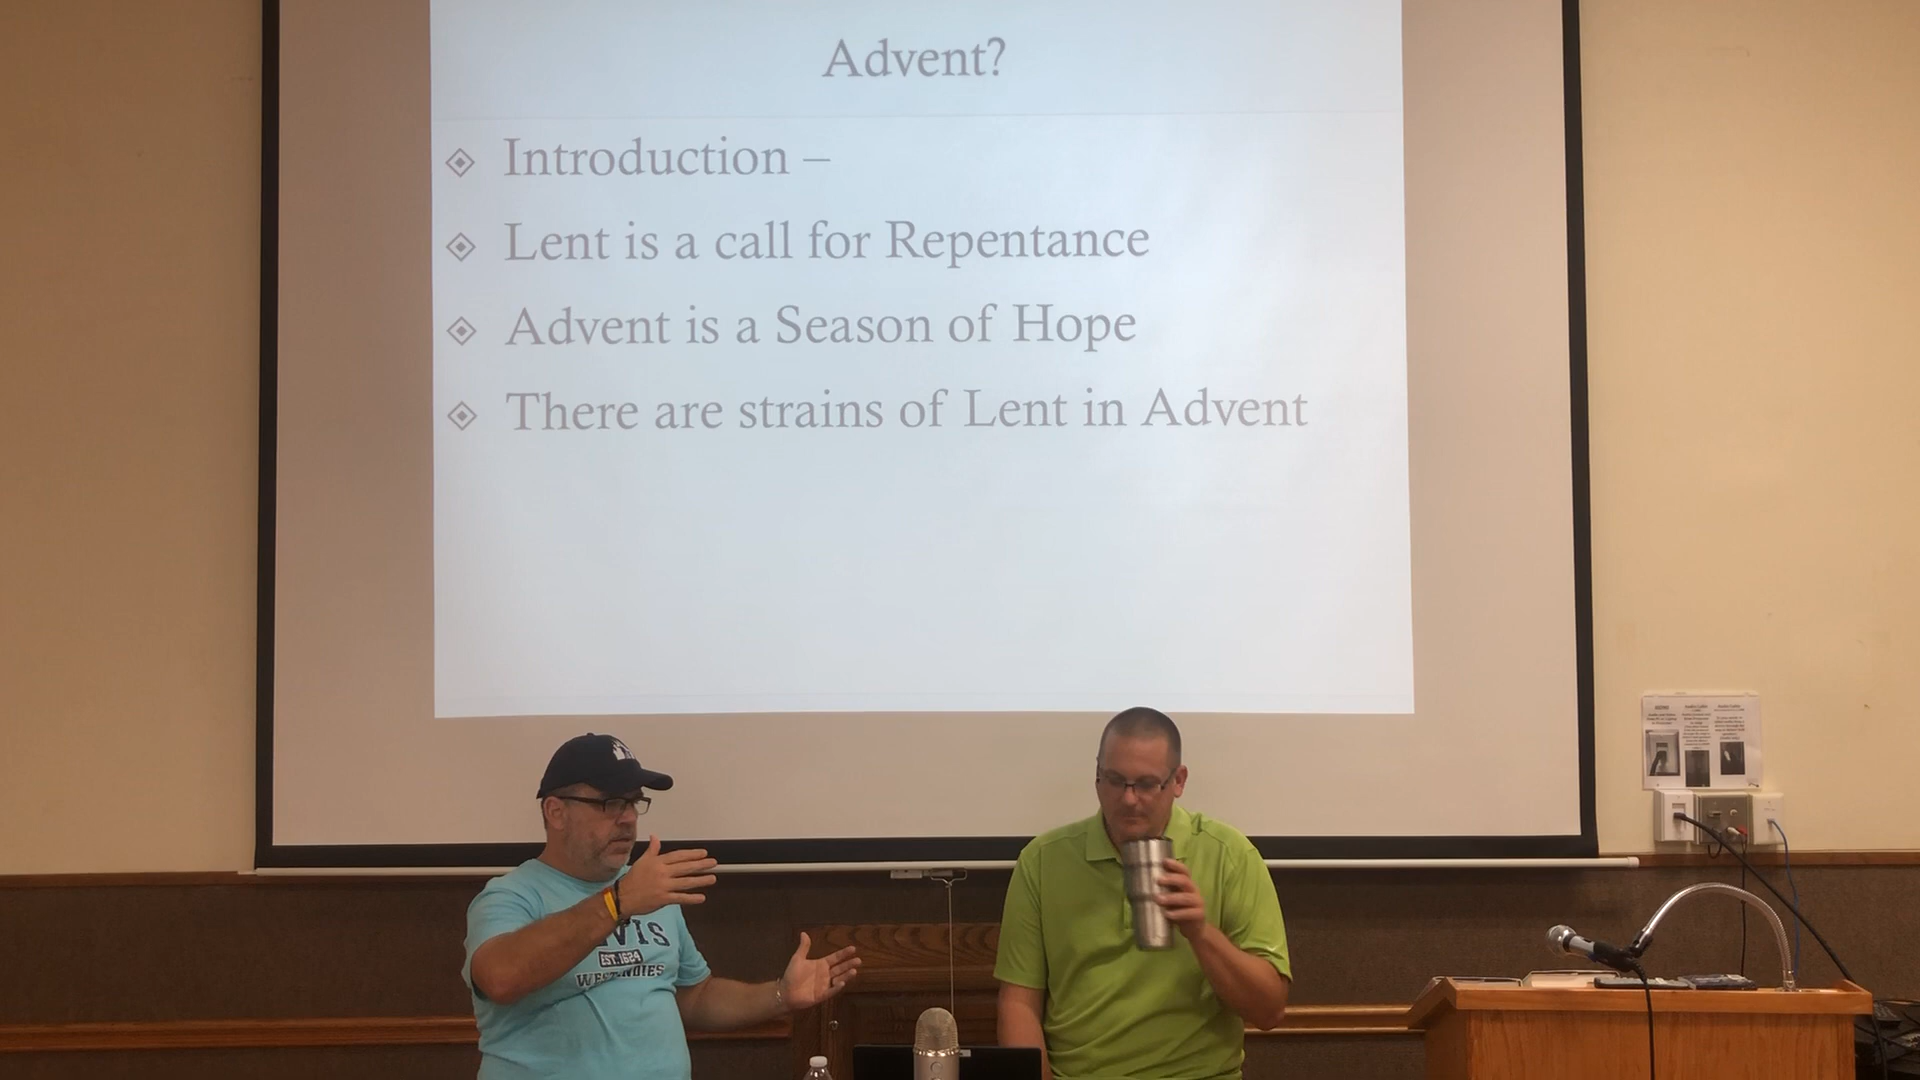 Advent?
Introduction –
Lent is a call for Repentance
Advent is a Season of Hope
There are strains of Lent in Advent
EST. 1624
WEST INDIES